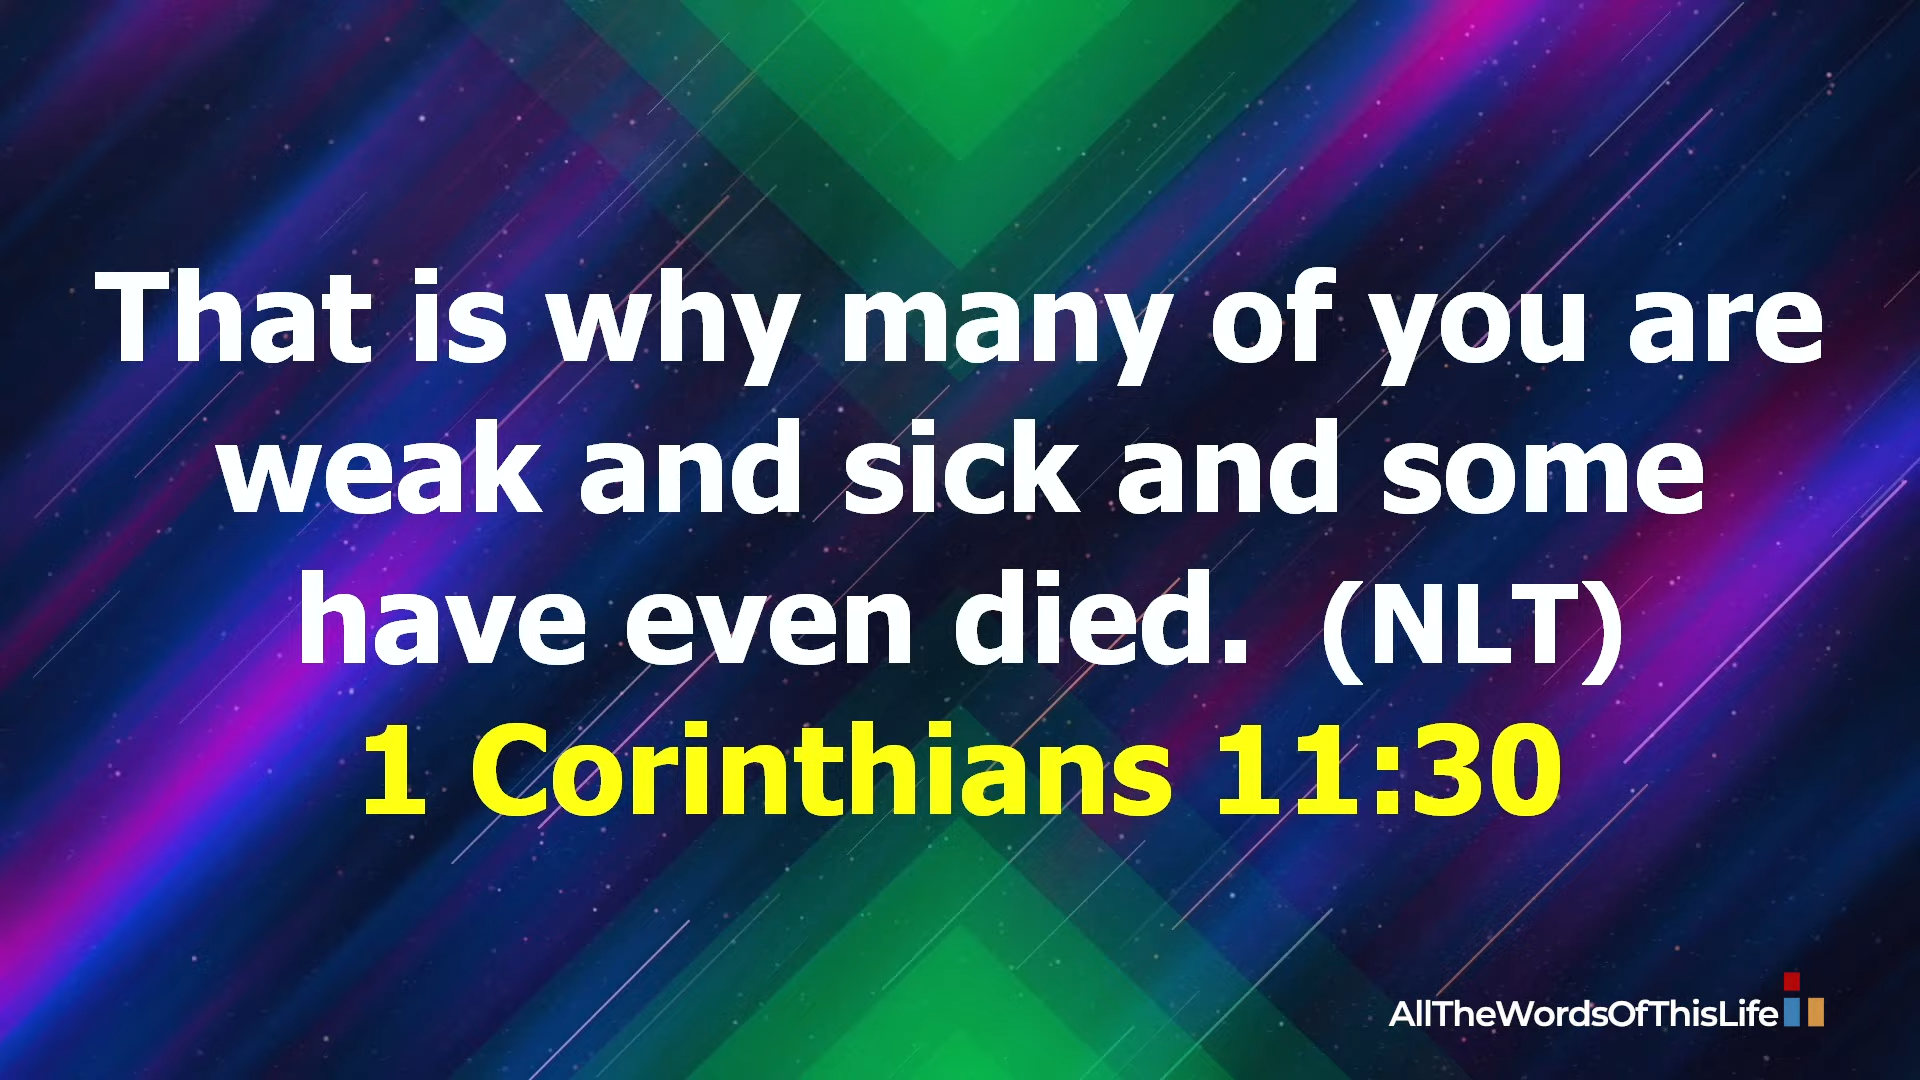 That is why many of you are
weak and sick and some
have even died.  (NLT)
1 Corinthians 11:30
AllTheWordsOfThisLife